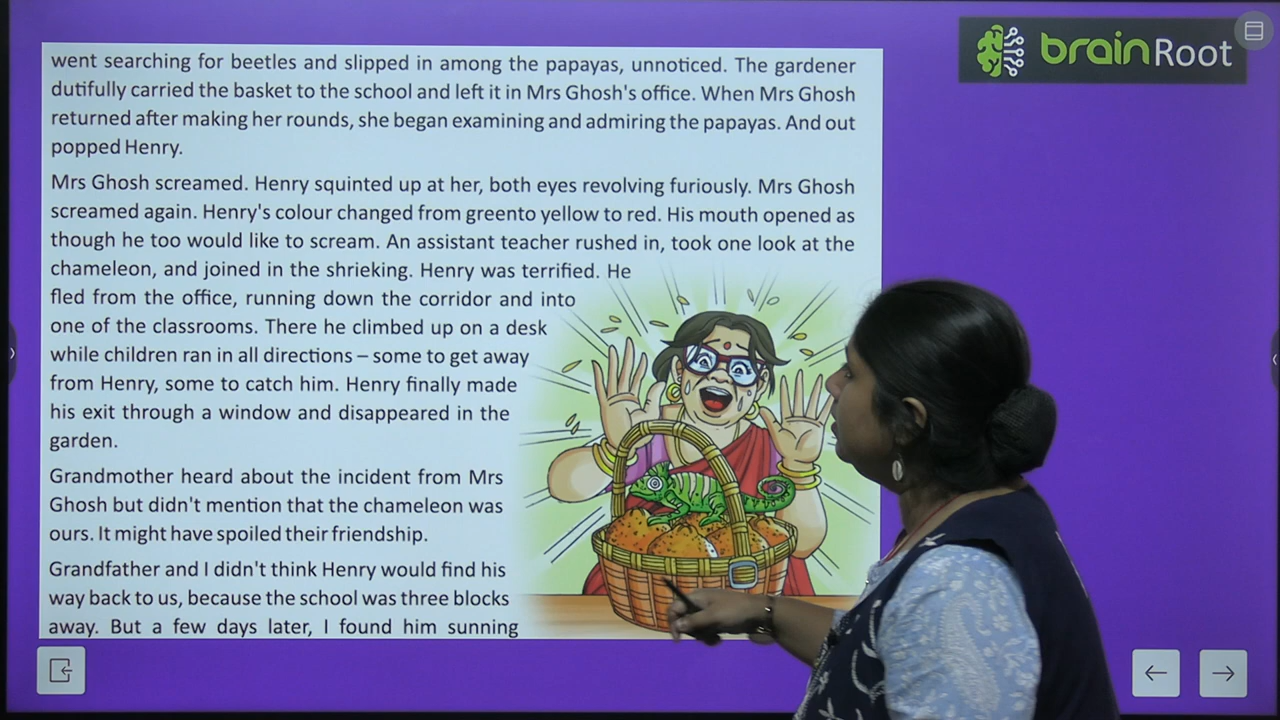 brainRoot
went searching for beetles and slipped in among the papayas, unnoticed. The gardener
dutifully carried the basket to the school and left it in Mrs Ghosh's office. When Mrs Ghosh
returned after making her rounds, she began examining and admiring the papayas. And out
popped Henry.
Mrs Ghosh screamed. Henry squinted up at her, both eyes revolving furiously. Mrs Ghosh
screamed again. Henry's colour changed from greento yellow to red. His mouth opened as
though he too would like to scream. An assistant teacher rushed in, took one look at the
chameleon, and joined in the shrieking. Henry was terrified. He
fled from the office, running down the corridor and into
one of the classrooms. There he climbed up on a desk
while children ran in all directions – some to get away
from Henry, some to catch him. Henry finally made
his exit through a window and disappeared in the
garden.
Grandmother heard about the incident from Mrs
Ghosh but didn't mention that the chameleon was
ours. It might have spoiled their friendship.
Grandfather and I didn't think Henry would find his
way back to us, because the school was three blocks
away. But a few days later, I found him sunning